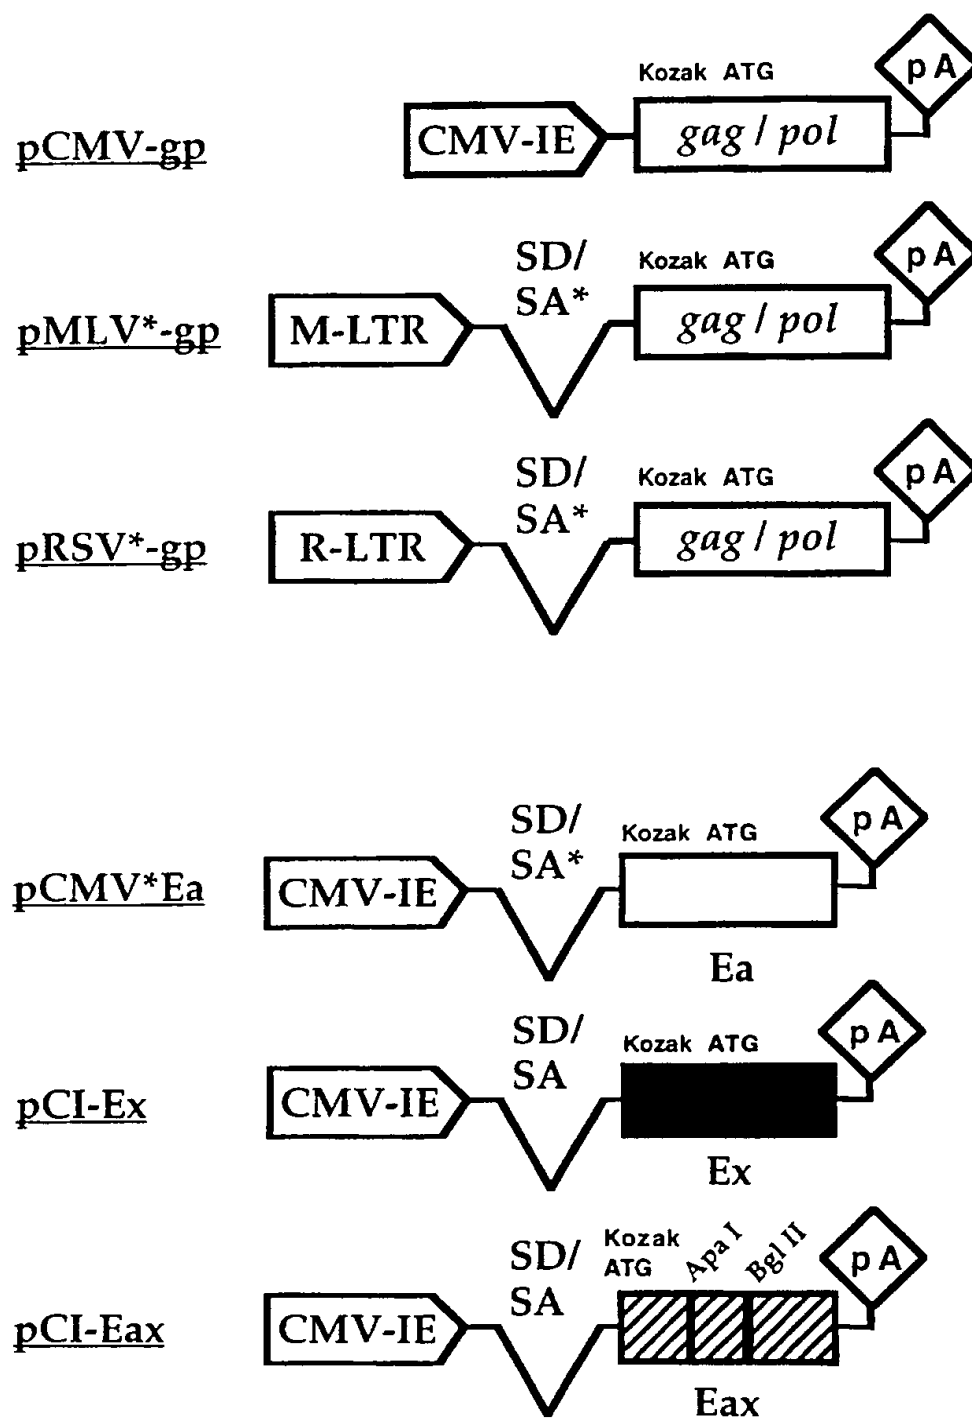 Kozak ATG
pA
pCMV-gp
CMV-IE
gag / pol
SD/
SA*
Kozak ATG
pA
pMLV*-gp
M-LTR
gag / pol
SD/
SA*
Kozak ATG
pA
pRSV*-gp
R-LTR
gag / pol
SD/
SA*
Kozak ATG
pA
pCMV*Ea
CMV-IE
Ea
SD/
SA
Kozak ATG
pA
pCI-Ex
CMV-IE
Ex
SD/
SA
Kozak
ATG
Apa I
Bgl II
pA
pCI-Eax
CMV-IE
Eax